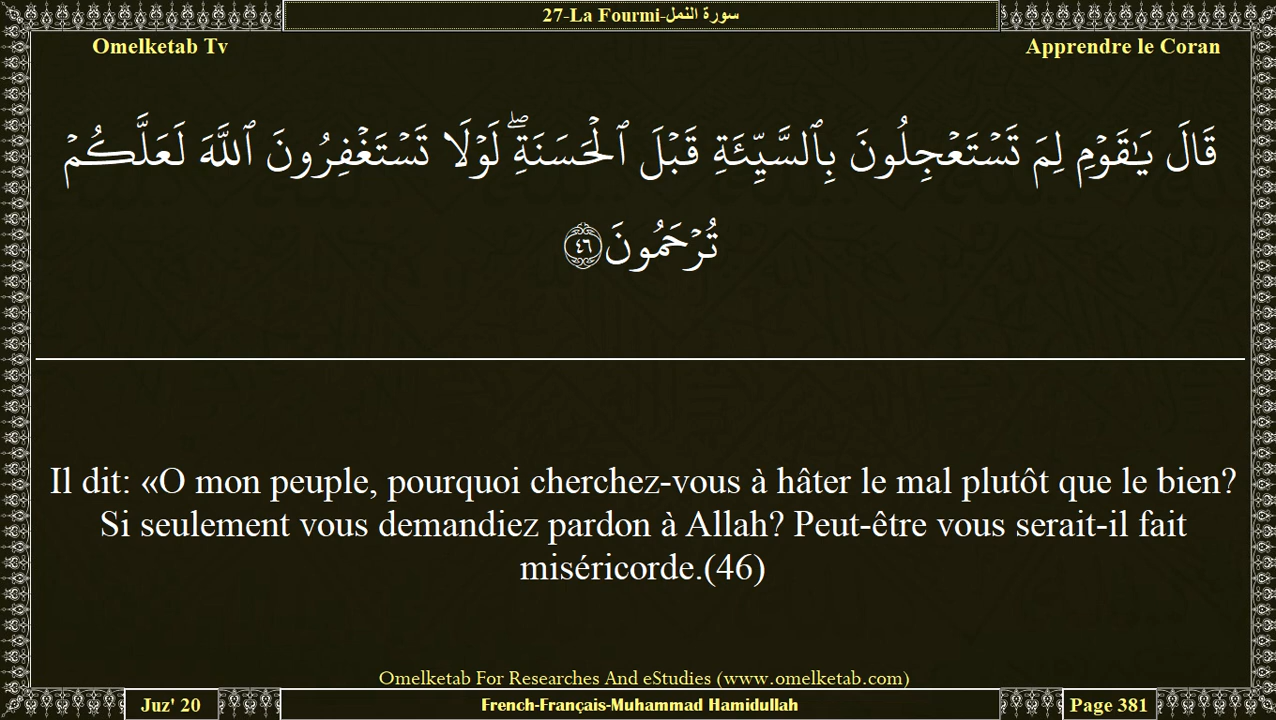 27-La Fourmi-سورة النمل
Omelketab Tv
Apprendre le Coran
قَالَ يَٰقَوْمِ لِمَ تَسْتَعْجِلُونَ بِٱلسَّيِّئَةِ قَبْلَ ٱلْحَسَنَةِ ۖ لَوْلَا تَسْتَغْفِرُونَ ٱللَّهَ لَعَلَّكُمْ
تُرْحَمُونَ ٤٦
Il dit: «O mon peuple, pourquoi cherchez-vous à hâter le mal plutôt que le bien?
Si seulement vous demandiez pardon à Allah? Peut-être vous serait-il fait
miséricorde.(46)
Omelketab For Researches And eStudies (www.omelketab.com)
Juz' 20
French-Français-Muhammad Hamidullah
Page 381